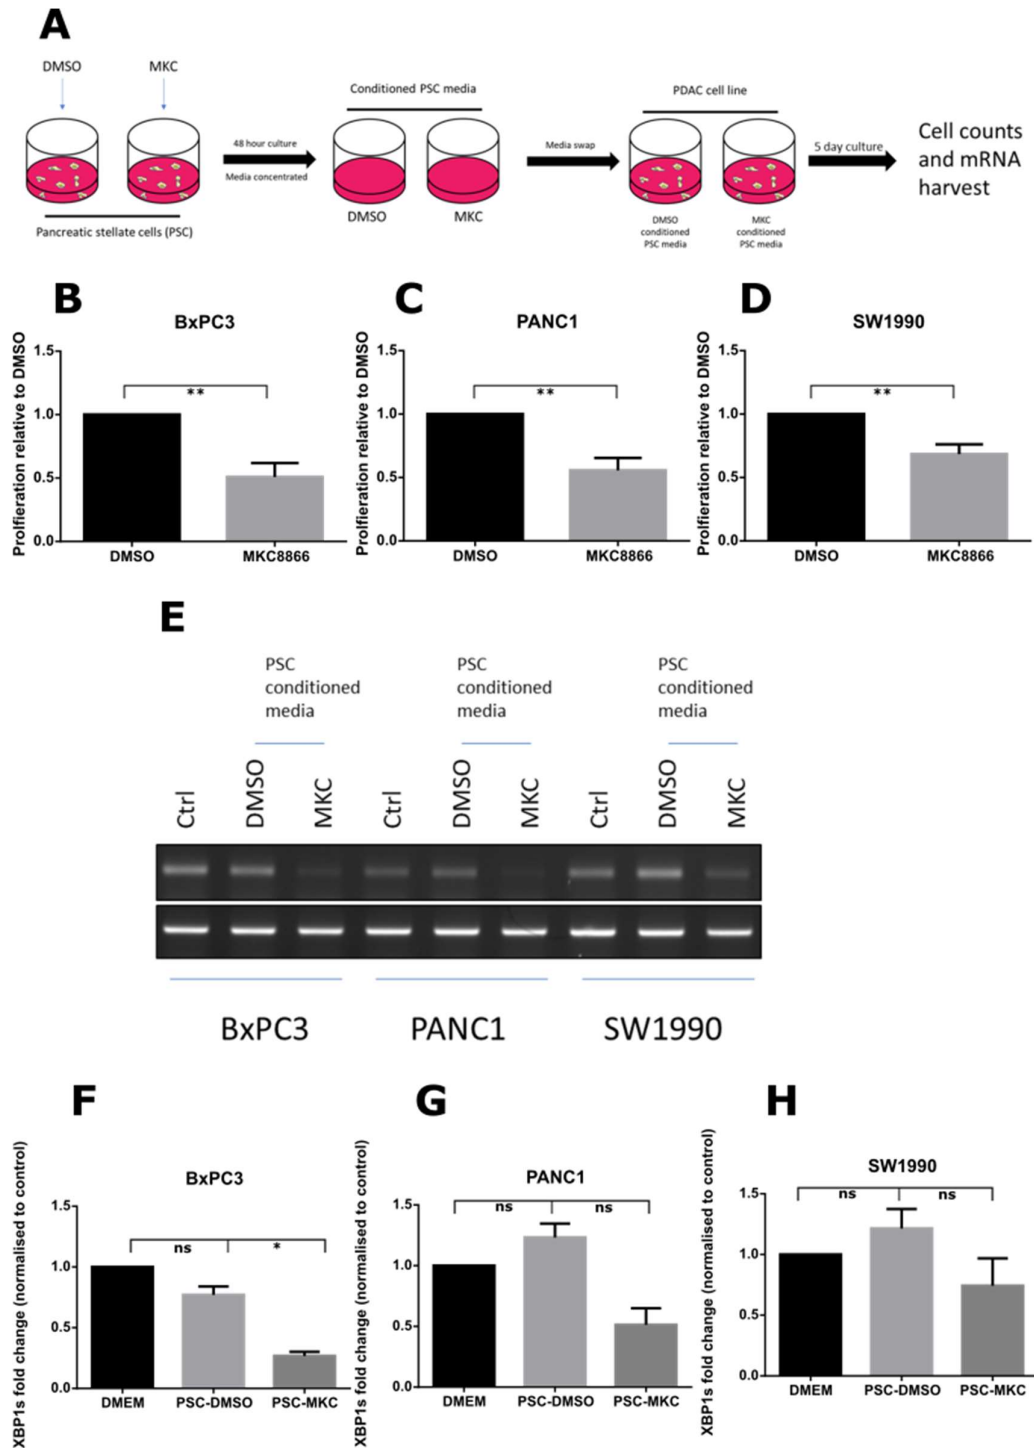 A
DMSO
MKC
Pancreatic stellate cells (PSC)
48 hour culture
Media concentrated
Conditioned PSC media
DMSO
MKC
Media swap
PDAC cell line
DMSO
conditioned
PSC media
MKC
conditioned
PSC media
5 day culture
Cell counts
and mRNA
harvest
B
BxPC3
Prolfieration relative to DMSO
1.5
1.0
0.5
0.0
**
DMSO
MKC8866
C
PANC1
Prolfieration relative to DMSO
1.5
1.0
0.5
0.0
**
DMSO
MKC8866
D
SW1990
Prolfieration relative to DMSO
1.5
1.0
0.5
0.0
**
DMSO
MKC8866
E
PSC
conditioned
media
PSC
conditioned
media
PSC
conditioned
media
Ctrl
DMSO
MKC
Ctrl
DMSO
MKC
Ctrl
DMSO
MKC
BxPC3
PANC1
SW1990
F
BxPC3
XBP1s fold change (normalised to control)
1.5
1.0
0.5
0.0
ns
*
DMEM
PSC-DMSO
PSC-MKC
G
PANC1
XBP1s fold change (normalised to control)
1.5
1.0
0.5
0.0
ns
ns
DMEM
PSC-DMSO
PSC-MKC
H
SW1990
XBP1s fold change (normalised to control)
1.5
1.0
0.5
0.0
ns
ns
DMEM
PSC-DMSO
PSC-MKC